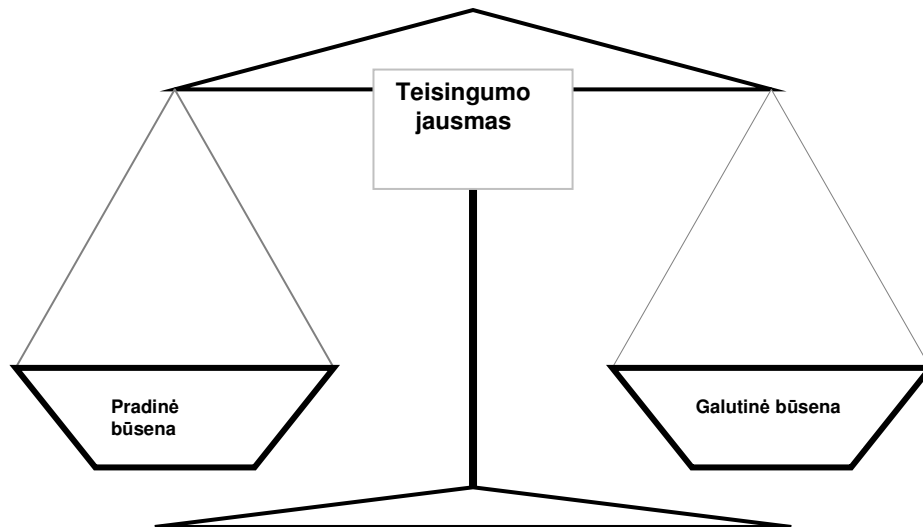 Teisingumo
jausmas
Pradinė
būsena
Galutinė būsena